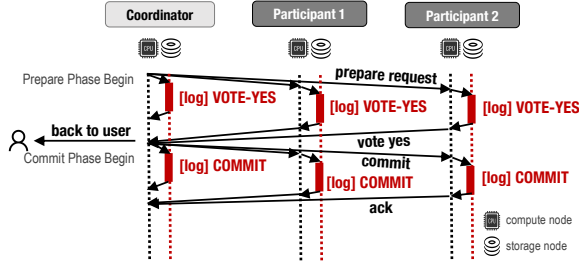 Coordinator
Participant 1
Participant 2
CPU
CPU
CPU
Prepare Phase Begin
prepare request
[log] VOTE-YES
[log] VOTE-YES
[log] VOTE-YES
back to user
vote yes
Commit Phase Begin
commit
[log] COMMIT
[log] COMMIT
[log] COMMIT
ack
CPU
compute node
storage node